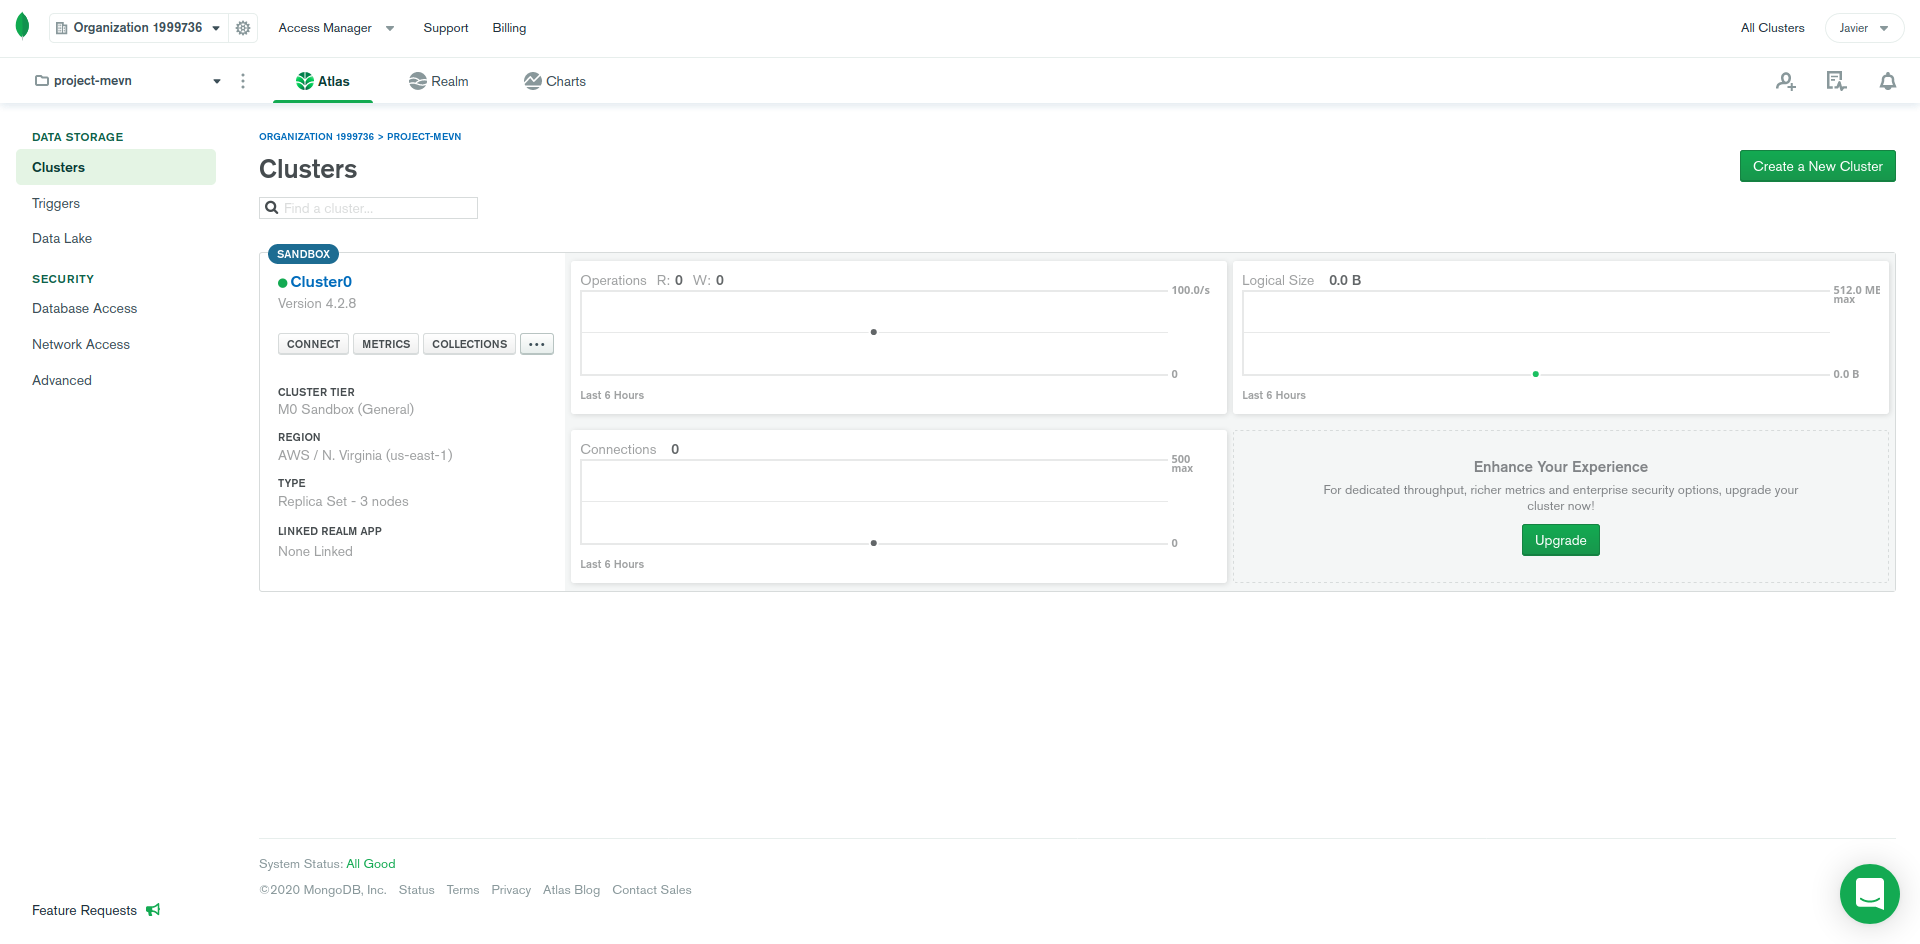 Organization 1999736
Access Manager
Support
Billing
All Clusters
Javier
project-mevn
Atlas
Realm
Charts
DATA STORAGE
Clusters
Triggers
Data Lake
SECURITY
Database Access
Network Access
Advanced
Feature Requests
ORGANIZATION 1999736 > PROJECT-MEVN
Clusters
Create a New Cluster
Find a cluster...
SANDBOX
Cluster0
Version 4.2.8
CONNECT
METRICS
COLLECTIONS
...
CLUSTER TIER
M0 Sandbox (General)
REGION
AWS / N. Virginia (us-east-1)
TYPE
Replica Set - 3 nodes
LINKED REALM APP
None Linked
Operations R: 0 W: 0
100.0/s
0
Last 6 Hours
Logical Size 0.0 B
512.0 MB
max
0.0 B
Last 6 Hours
Connections 0
500
max
0
Last 6 Hours
Enhance Your Experience
For dedicated throughput, richer metrics and enterprise security options, upgrade your
cluster now!
Upgrade
System Status: All Good
©2020 MongoDB, Inc. Status Terms Privacy Atlas Blog Contact Sales